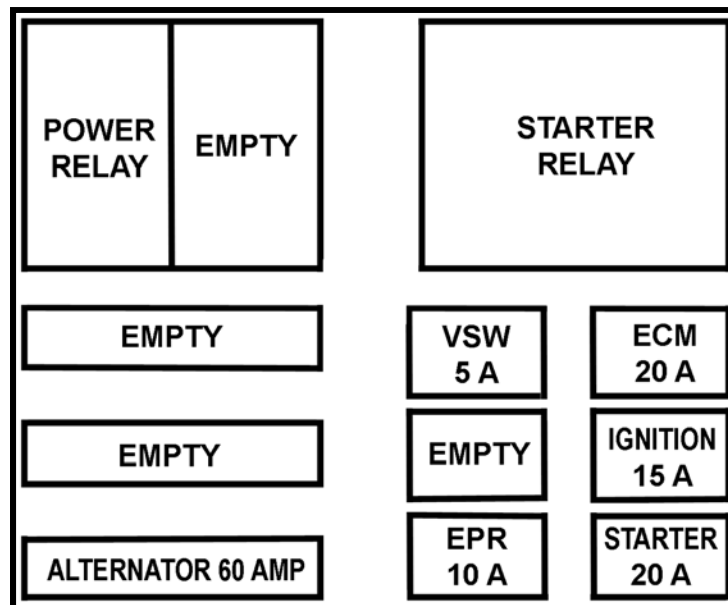 POWER
RELAY
EMPTY
STARTER
RELAY
EMPTY
VSW
5 A
ECM
20 A
EMPTY
EMPTY
IGNITION
15 A
ALTERNATOR 60 AMP
EPR
10 A
STARTER
20 A